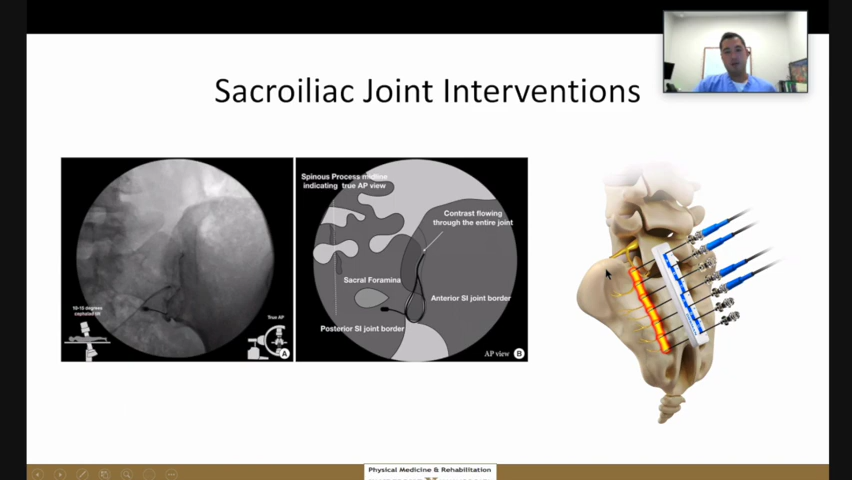 Sacroiliac Joint Interventions
Spinous Process midline
indicating true AP view
Contrast flowing
through the entire joint
Sacral Foramina
Anterior SI joint border
Posterior SI joint border
10-15 degrees
cephalad tilt
True AP
A
AP view
B
Physical Medicine & Rehabilitation